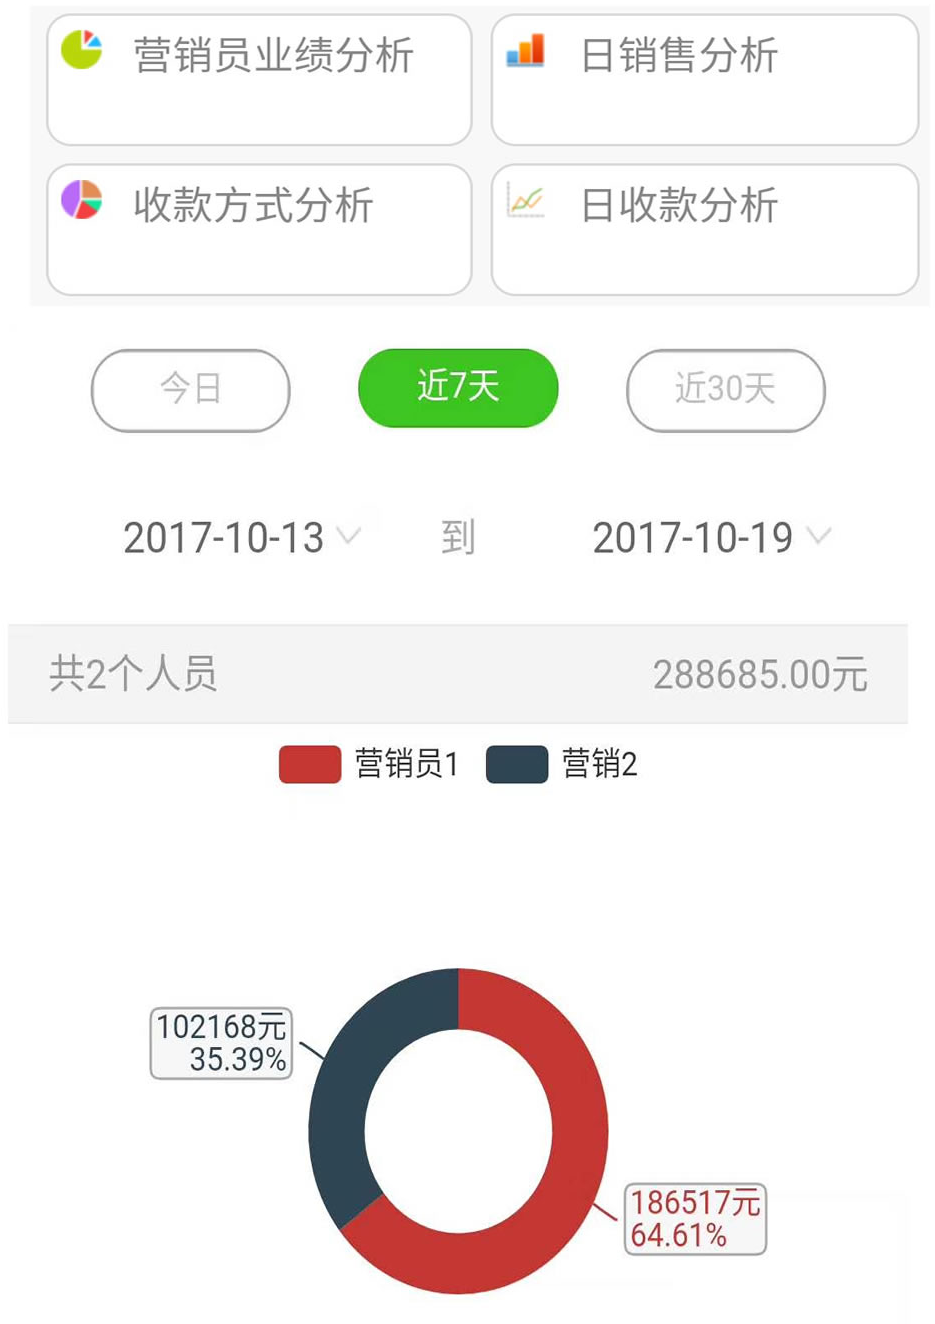 营销员业绩分析
日销售分析
收款方式分析
日收款分析
今日
近7天
近30天
2017-10-13
到
2017-10-19
共2个人员
288685.00元
营销员1
营销2
102168元
35.39%
186517元
64.61%